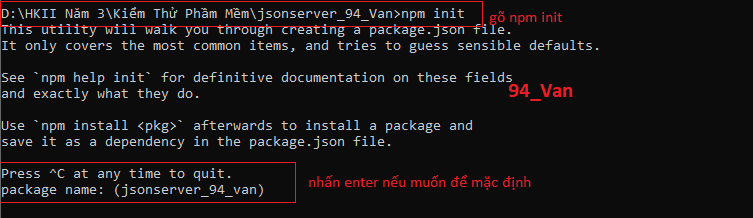 D:\HKII Năm 3\Kiểm Thử Phầm Mềm\jsonserver_94_Van>npm init
gõ npm init
This utility will walk you through creating a package.json file.
It only covers the most common items, and tries to guess sensible defaults.
See `npm help init` for definitive documentation on these fields
and exactly what they do.
94_Van
Use `npm install <pkg>` afterwards to install a package and
save it as a dependency in the package.json file.
Press ^C at any time to quit.
package name: (jsonserver_94_van)
nhấn enter nếu muốn để mặc định